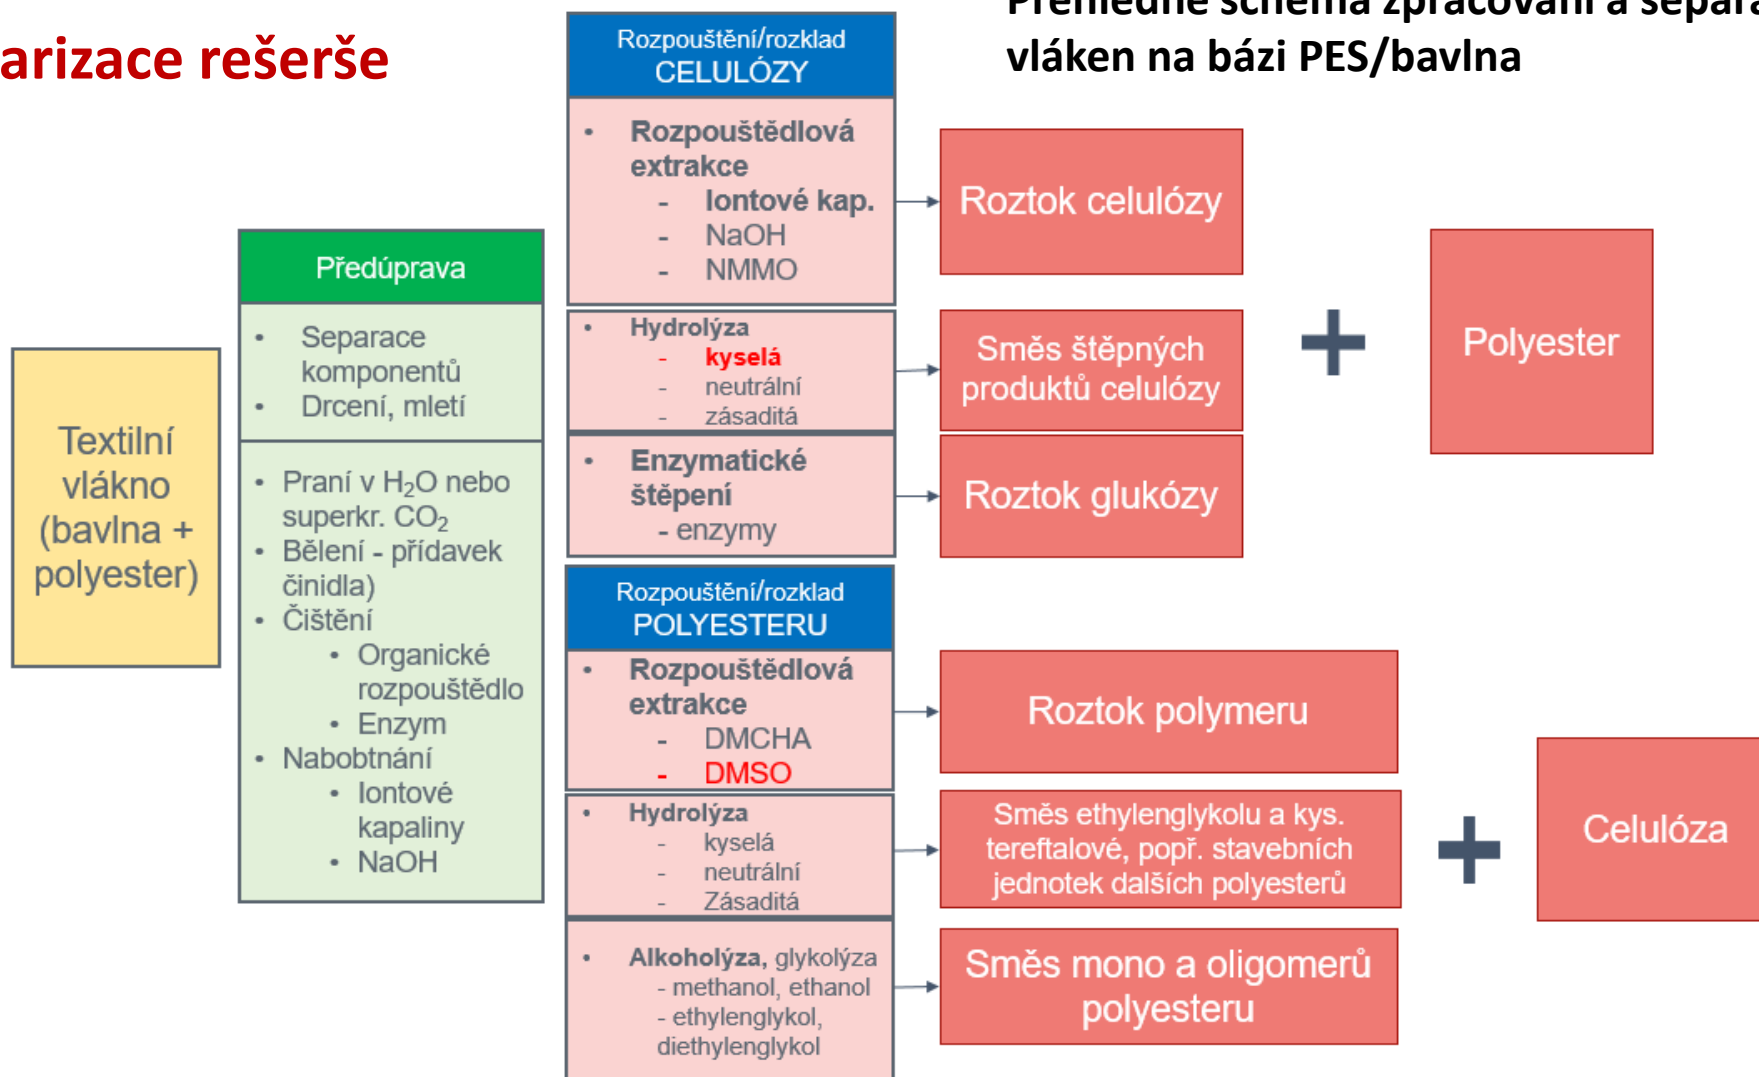 arizace rešerše
Přehledné schéma zpracování a separa
vláken na bázi PES/bavlna
Textilní
vlákno
(bavlna +
polyester)
Předúprava
• Separace
komponentů
• Drcení, mletí
• Praní v H₂O nebo
superkr. CO₂
• Bělení - přídavek
činidla)
• Čištění
• Organické
rozpouštědlo
• Enzym
• Nabobtnání
• Iontové
kapaliny
• NaOH
Rozpouštění/rozklad
CELULÓZY
• Rozpouštědlová
extrakce
- Iontové kap.
- NaOH
- NMMO
• Hydrolýza
- kyselá
- neutrální
- zásaditá
• Enzymatické
štěpení
- enzymy
Roztok celulózy
Směs štěpných
produktů celulózy
Roztok glukózy
+
Polyester
Rozpouštění/rozklad
POLYESTERU
• Rozpouštědlová
extrakce
- DMCHA
- DMSO
• Hydrolýza
- kyselá
- neutrální
- Zásaditá
• Alkoholýza, glykolýza
- methanol, ethanol
- ethylenglykol,
diethylenglykol
Roztok polymeru
Směs ethylenglykolu a kys.
tereftalové, popř. stavebních
jednotek dalších polyesterů
Směs mono a oligomerů
polyesteru
+
Celulóza